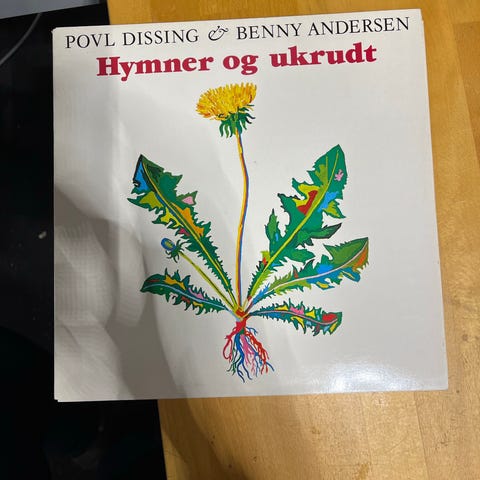 POVL DISSING & BENNY ANDERSEN
Hymner og ukrudt